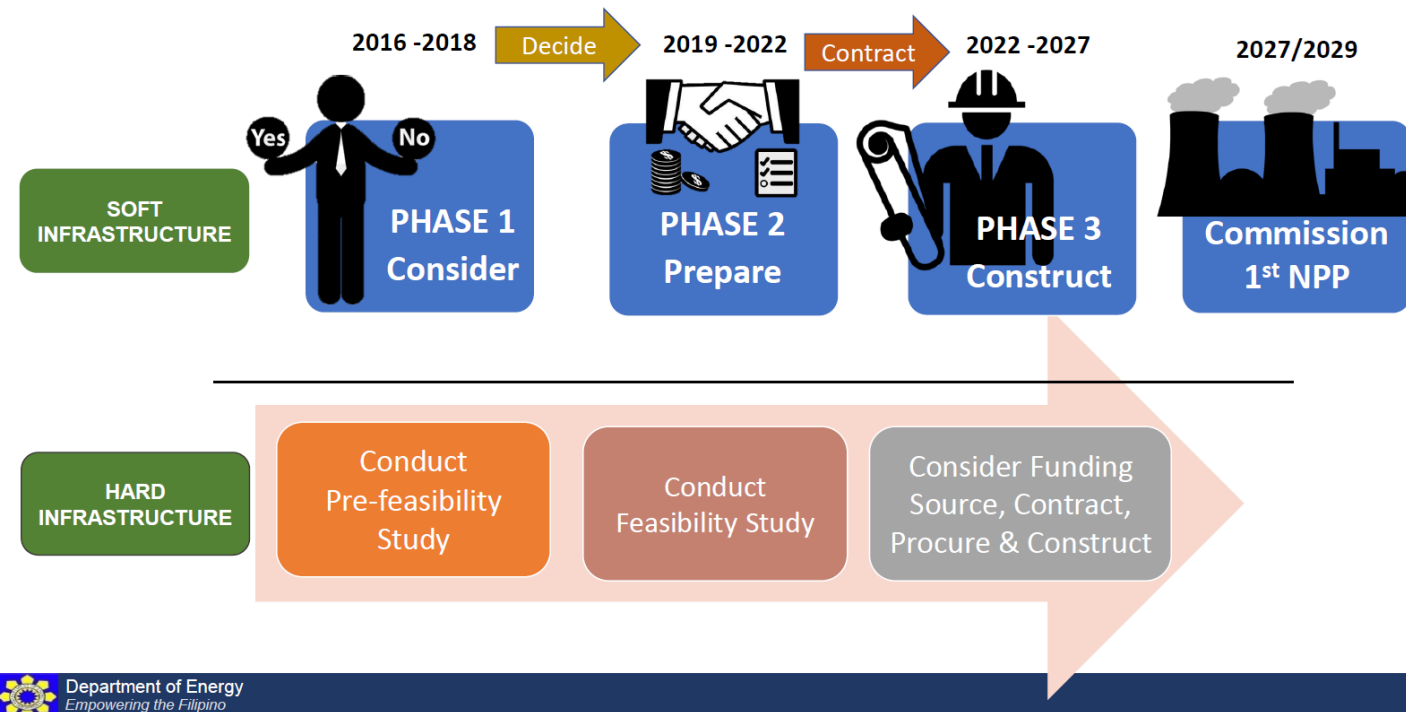 2016 -2018
Decide
2019 -2022
Contract
2022 -2027
2027/2029
SOFT
INFRASTRUCTURE
Yes
No
PHASE 1
Consider
$
$
PHASE 2
Prepare
PHASE 3
Construct
Commission
1st NPP
HARD
INFRASTRUCTURE
Conduct
Pre-feasibility
Study
Conduct
Feasibility Study
Consider Funding
Source, Contract,
Procure & Construct
Department of Energy
Empowering the Filipino